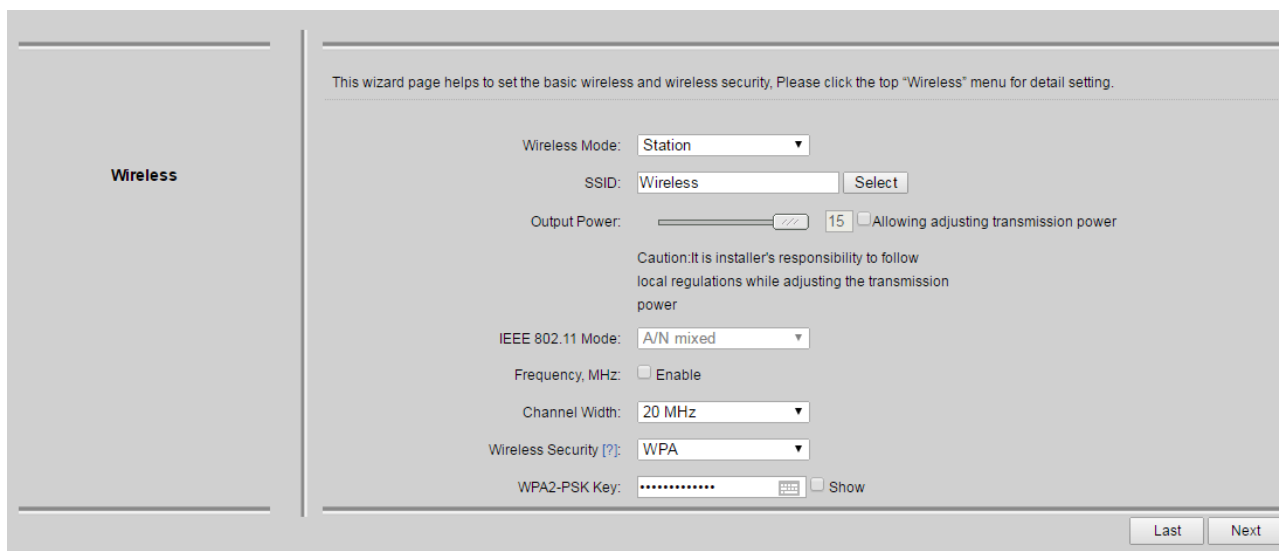 This wizard page helps to set the basic wireless and wireless security, Please click the top “Wireless” menu for detail setting.
Wireless
Wireless Mode: Station
SSID: Wireless Select
Output Power: 15 Allowing adjusting transmission power
Caution:It is installer's responsibility to follow
local regulations while adjusting the transmission
power
IEEE 802.11 Mode: A/N mixed
Frequency, MHz: Enable
Channel Width: 20 MHz
Wireless Security [?]: WPA
WPA2-PSK Key: ••••••••••••• Show
Last Next